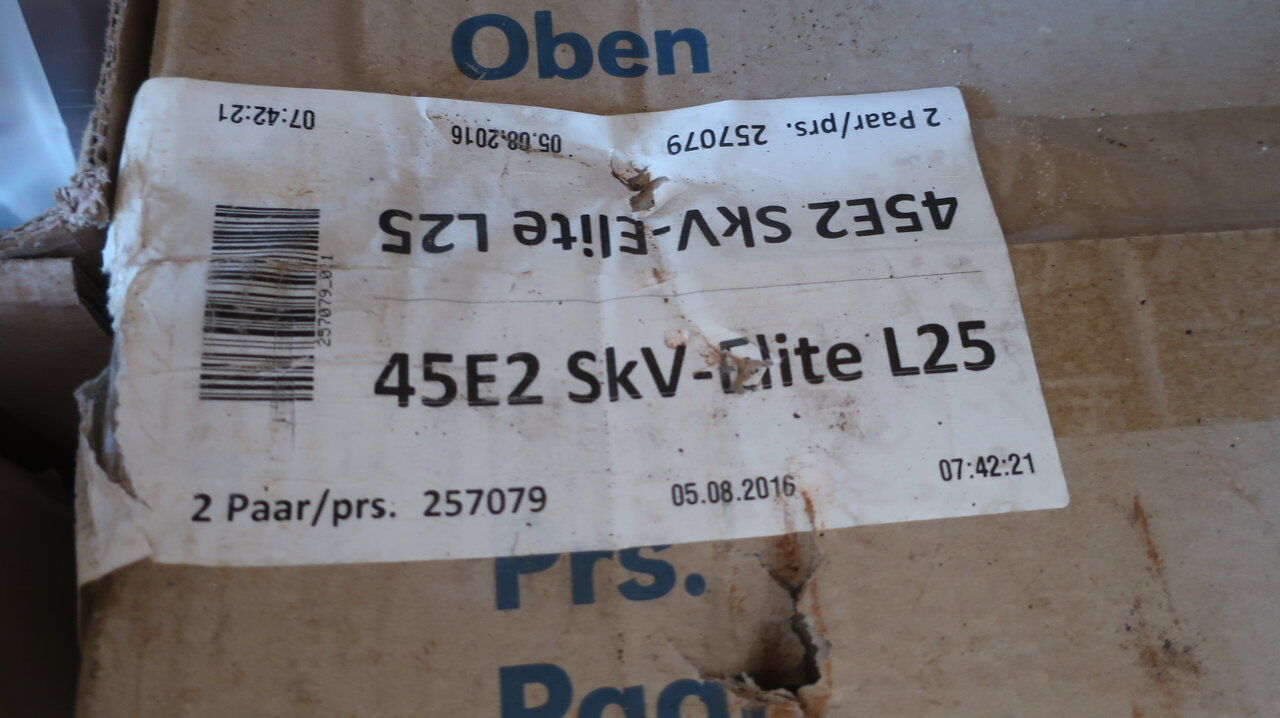 Oben
2 Paar/prs. 257079 05.08.2016 07:42:21
45E2 SkV-Elite L25
257079_011
45E2 SkV-Elite L25
2 Paar/prs. 257079 05.08.2016 07:42:21
Prs.